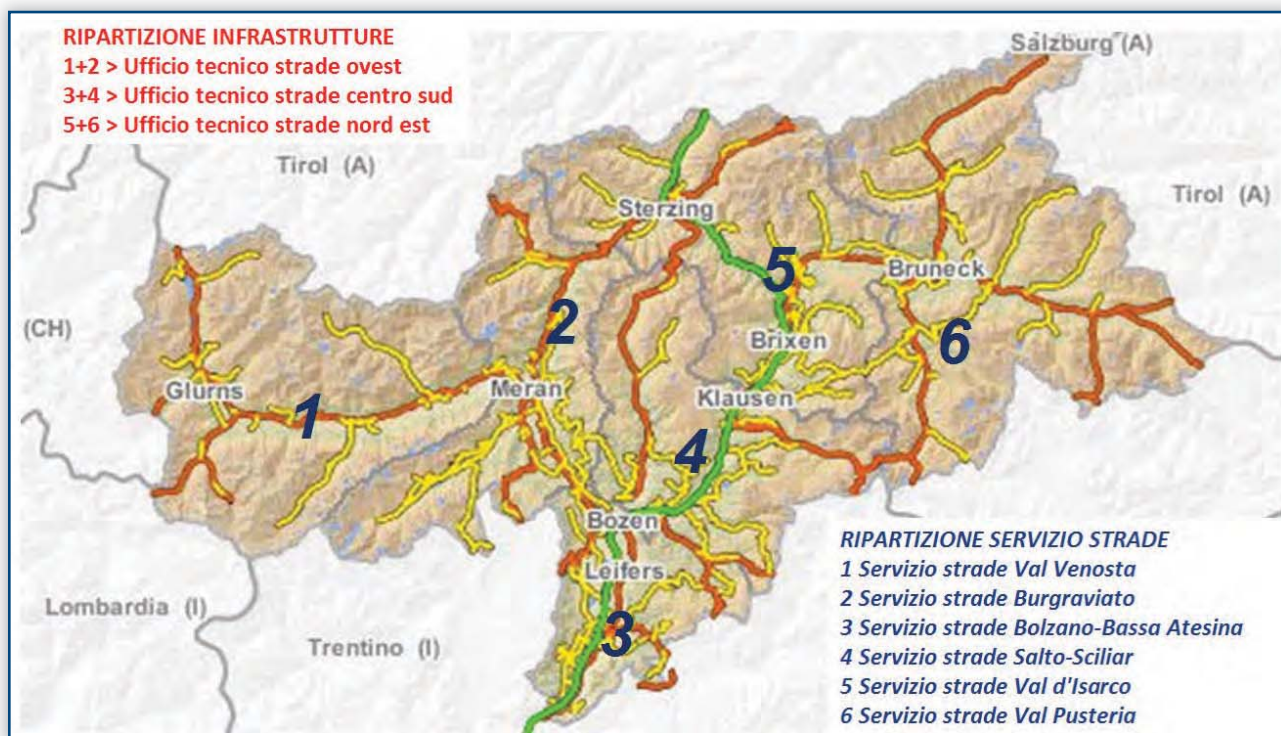 RIPARTIZIONE INFRASTRUTTURE
1+2 > Ufficio tecnico strade ovest
3+4 > Ufficio tecnico strade centro sud
5+6 > Ufficio tecnico strade nord est
Salzburg (A)
Tirol (A)
Tirol (A)
Sterzing
5
Bruneck
(CH)
2
Brixen
6
Glurns
Meran
Klausen
1
4
Bozen
Leifers
Lombardia (I)
Trentino (I)
3
RIPARTIZIONE SERVIZIO STRADE
1 Servizio strade Val Venosta
2 Servizio strade Burgraviato
3 Servizio strade Bolzano-Bassa Atesina
4 Servizio strade Salto-Sciliar
5 Servizio strade Val d'Isarco
6 Servizio strade Val Pusteria